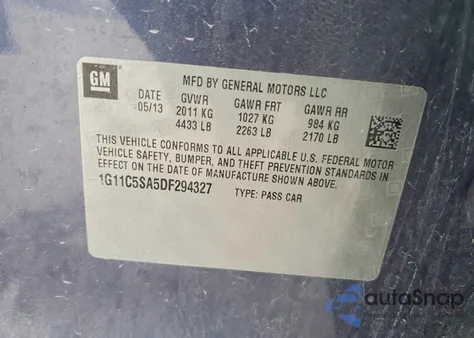 GM
MFD BY GENERAL MOTORS LLC
DATE GVWR GAWR FRT GAWR RR
05/13 2011 KG 1027 KG 984 KG
4433 LB 2263 LB 2170 LB
THIS VEHICLE CONFORMS TO ALL APPLICABLE U.S. FEDERAL MOTOR
VEHICLE SAFETY, BUMPER, AND THEFT PREVENTION STANDARDS IN
EFFECT ON THE DATE OF MANUFACTURE SHOWN ABOVE.
1G11C5SA5DF294327 TYPE: PASS CAR
autoSnap